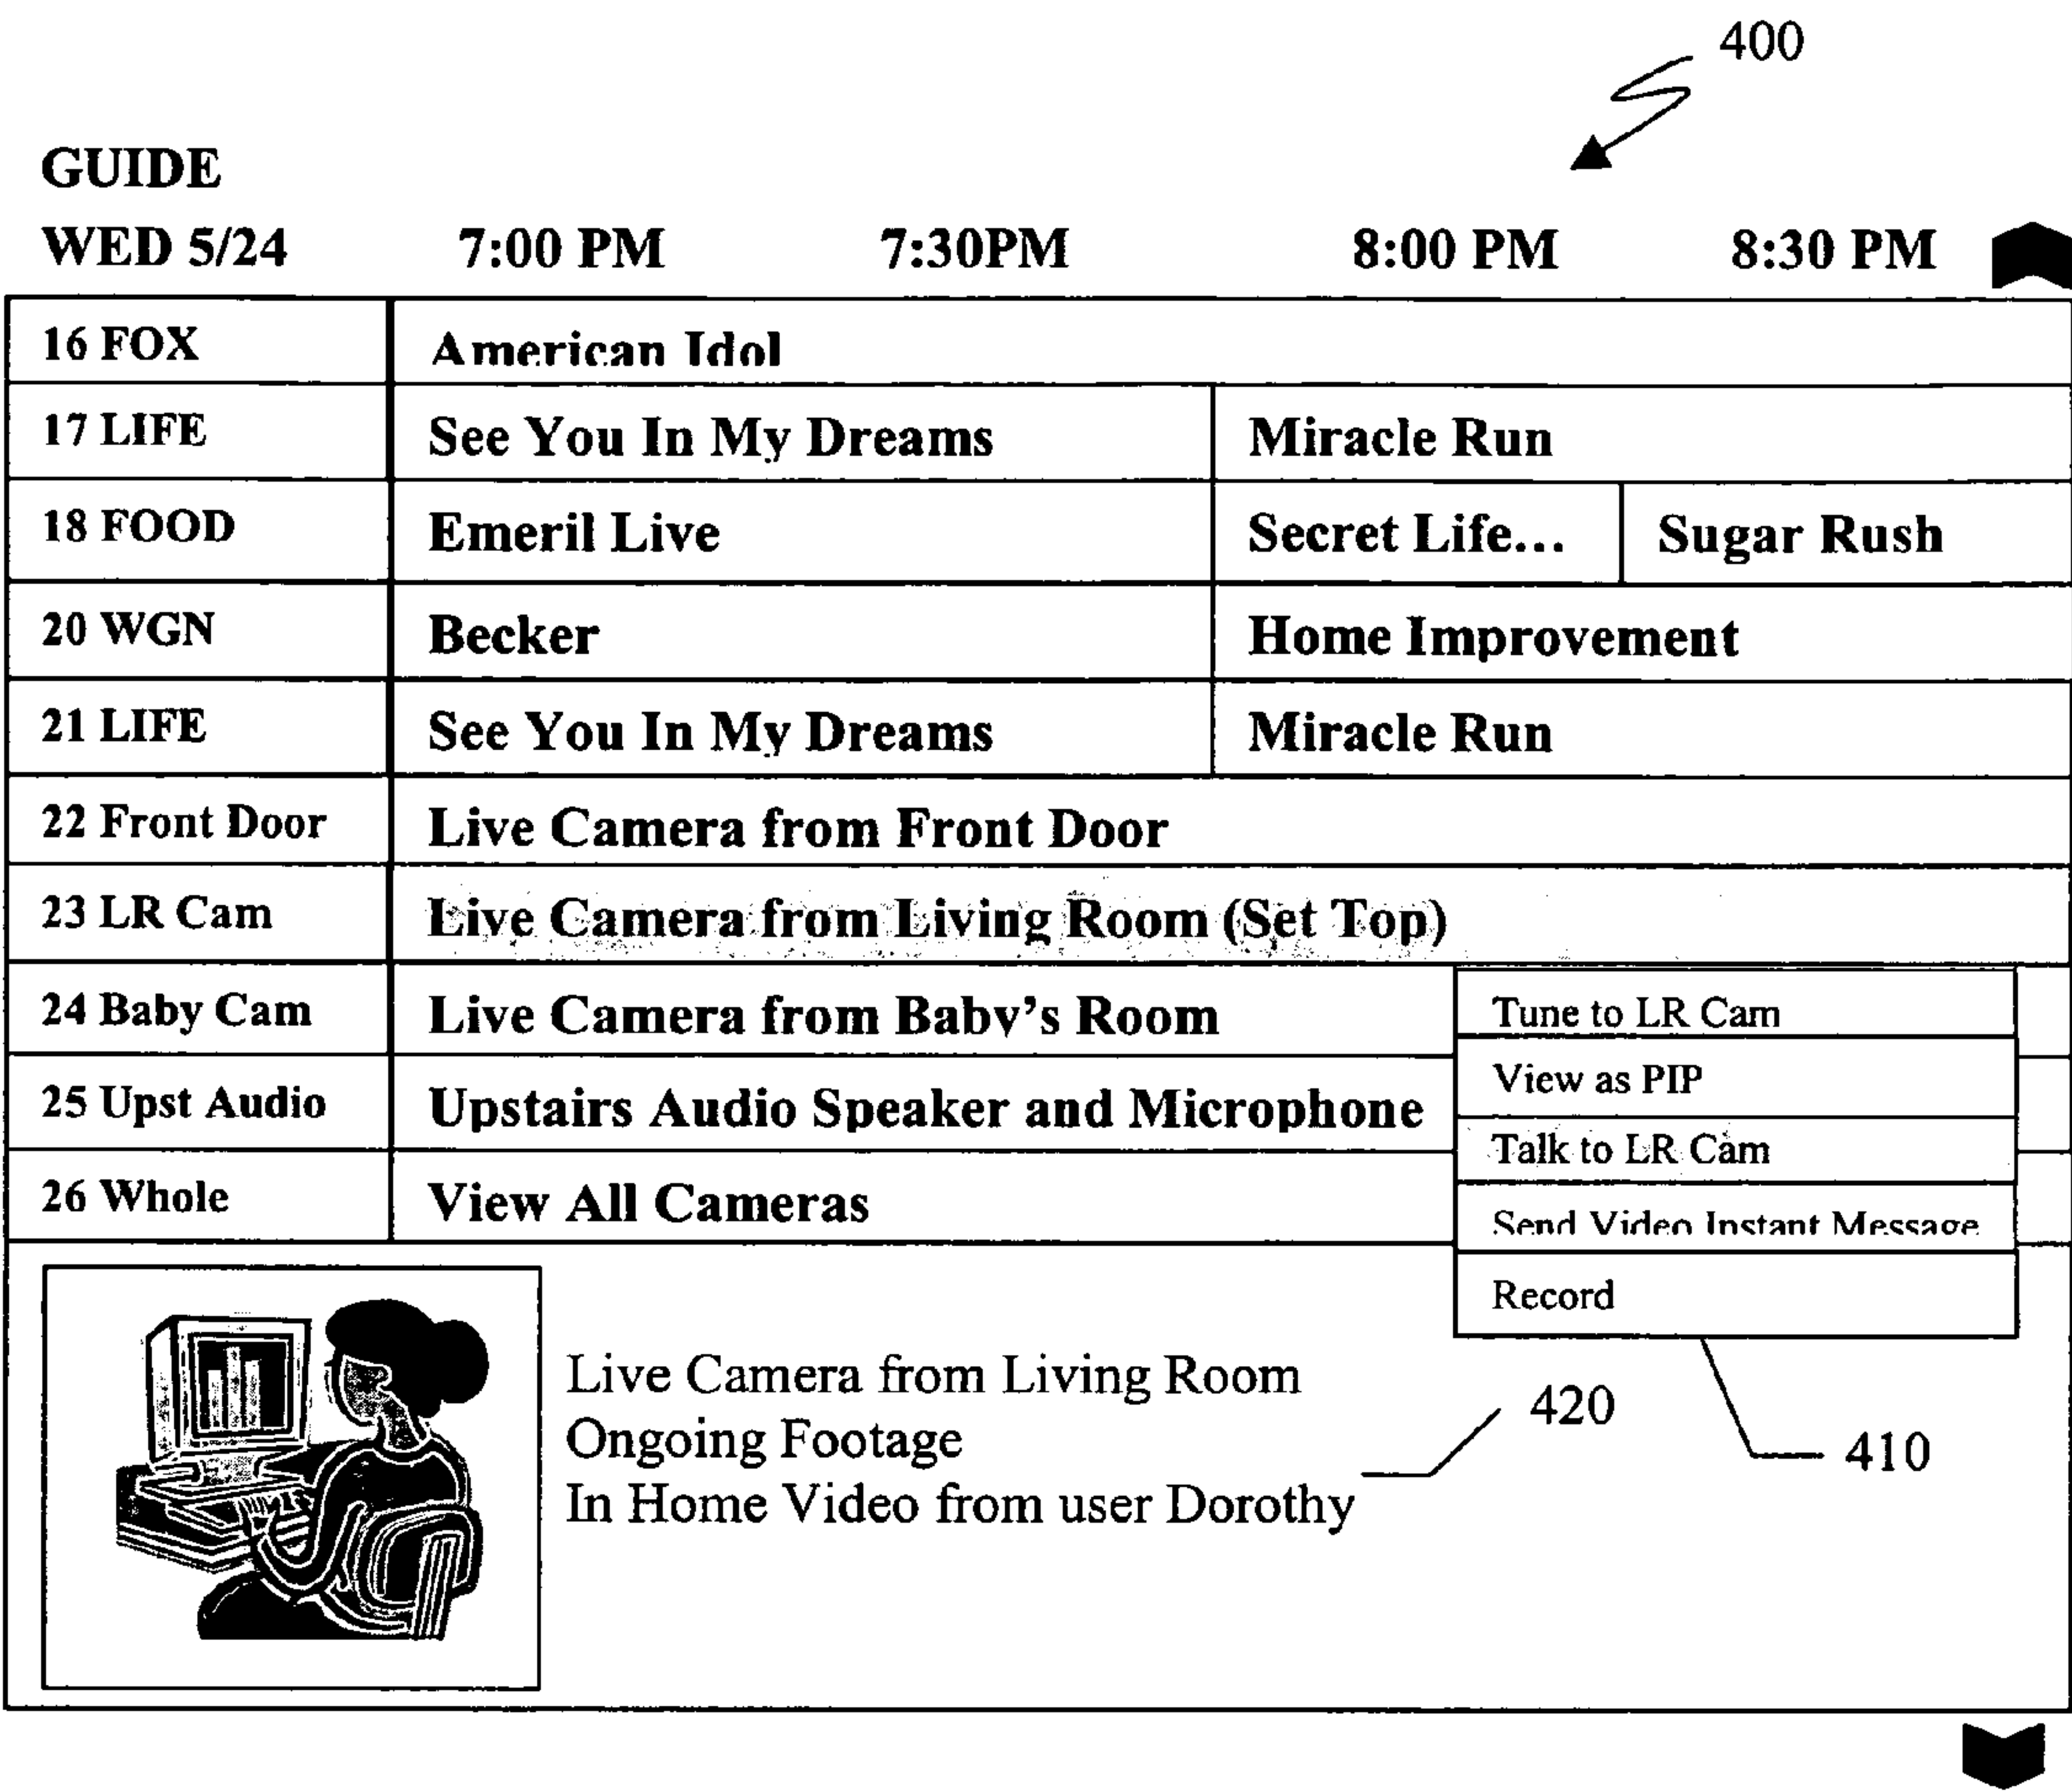 400
GUIDE
WED 5/24 7:00 PM 7:30PM 8:00 PM 8:30 PM
16 FOX American Idol
17 LIFE See You In My Dreams Miracle Run
18 FOOD Emeril Live Secret Life... Sugar Rush
20 WGN Becker Home Improvement
21 LIFE See You In My Dreams Miracle Run
22 Front Door Live Camera from Front Door
23 LR Cam Live Camera from Living Room (Set Top)
24 Baby Cam Live Camera from Baby's Room
Tune to LR Cam
View as PIP
25 Upst Audio Upstairs Audio Speaker and Microphone
Talk to LR Cam
26 Whole View All Cameras
Send Video Instant Message
Record
Live Camera from Living Room
Ongoing Footage
In Home Video from user Dorothy
420
410